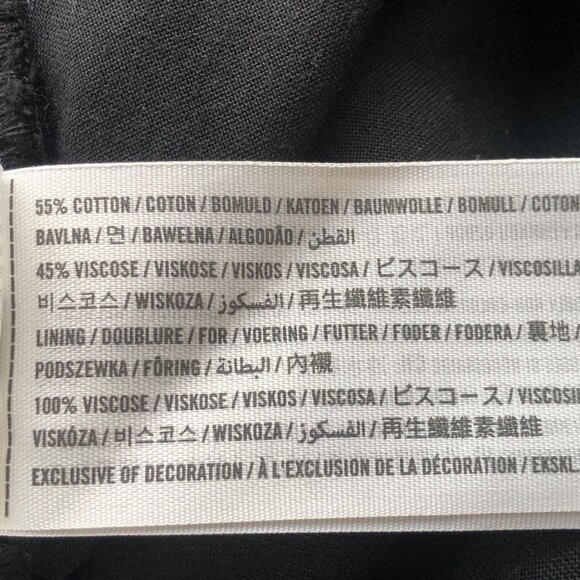 55% COTTON / COTON / BOMULD / KATOEN / BAUMWOLLE / BOMULL / COTON
BAVLNA / 면 / BAWEŁNA / ALGODÃO / القطن
45% VISCOSE / VISKOSE / VISKOS / VISCOSA / ビスコース / VISCOSILLA
비스코스 / WISKOZA / الفسكوز / 再生纖維素纖維
LINING / DOUBLURE / FOR / VOERING / FUTTER / FODER / FODERA / 裏地 /
PODSZEWKA / FÔRING / البطانة / 內襯
100% VISCOSE / VISKOSE / VISKOS / VISCOSA / ビスコース / VISCOSI
VISKÓZA / 비스코스 / WISKOZA / الفسكوز / 再生纖維素纖維
EXCLUSIVE OF DECORATION / À L'EXCLUSION DE LA DÉCORATION / EKSKL.